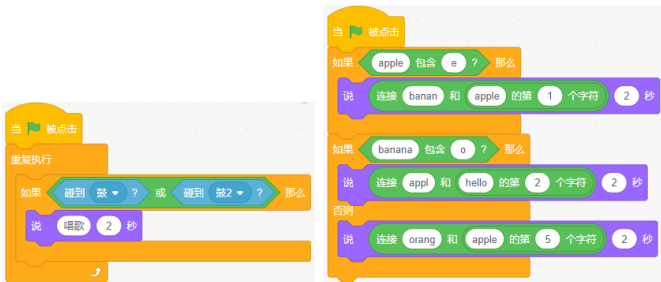 当 被点击
重复执行
如果 碰到 鼓 ? 或 碰到 鼓2 ? 那么
说 唱歌 2 秒
当 被点击
如果 apple 包含 e ? 那么
说 连接 banan 和 apple 的第 1 个字符 2 秒
如果 banana 包含 o ? 那么
说 连接 appl 和 hello 的第 2 个字符 2 秒
否则
说 连接 orang 和 apple 的第 5 个字符 2 秒